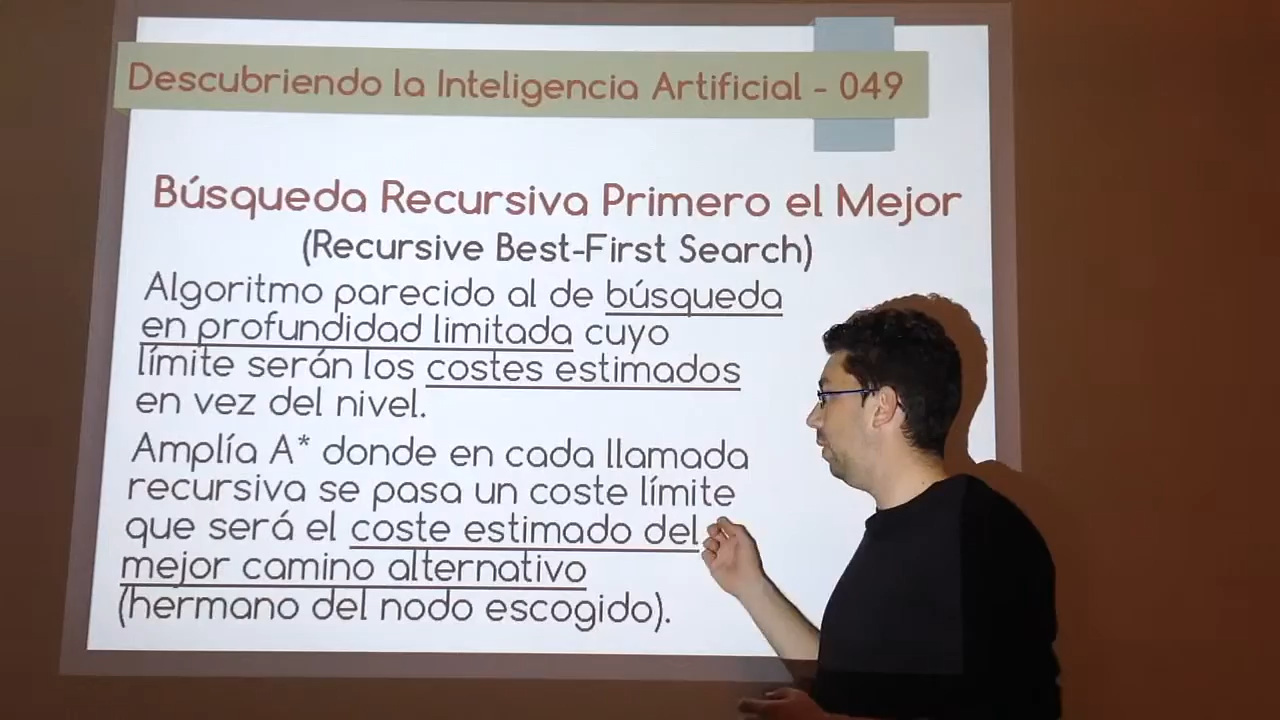 Descubriendo la Inteligencia Artificial - 049
Búsqueda Recursiva Primero el Mejor
(Recursive Best-First Search)
Algoritmo parecido al de búsqueda
en profundidad limitada cuyo
límite serán los costes estimados
en vez del nivel.
Amplía A* donde en cada llamada
recursiva se pasa un coste límite
que será el coste estimado del
mejor camino alternativo
(hermano del nodo escogido).